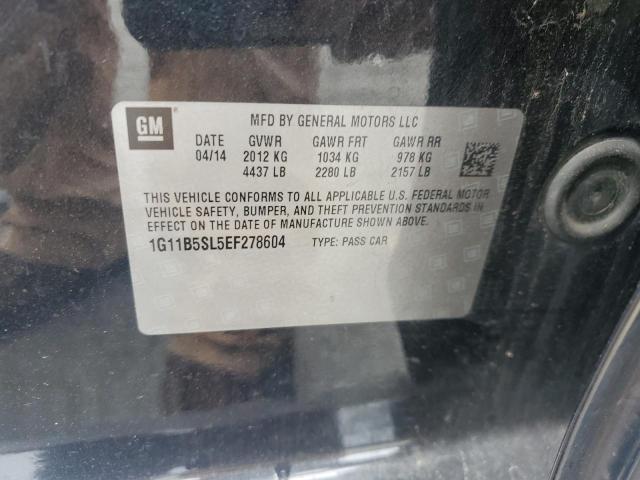 GM
MFD BY GENERAL MOTORS LLC
DATE GVWR GAWR FRT GAWR RR
04/14 2012 KG 1034 KG 978 KG
4437 LB 2280 LB 2157 LB
THIS VEHICLE CONFORMS TO ALL APPLICABLE U.S. FEDERAL MOTOR
VEHICLE SAFETY, BUMPER, AND THEFT PREVENTION STANDARDS IN
EFFECT ON THE DATE OF MANUFACTURE SHOWN ABOVE.
1G11B5SL5EF278604 TYPE: PASS CAR